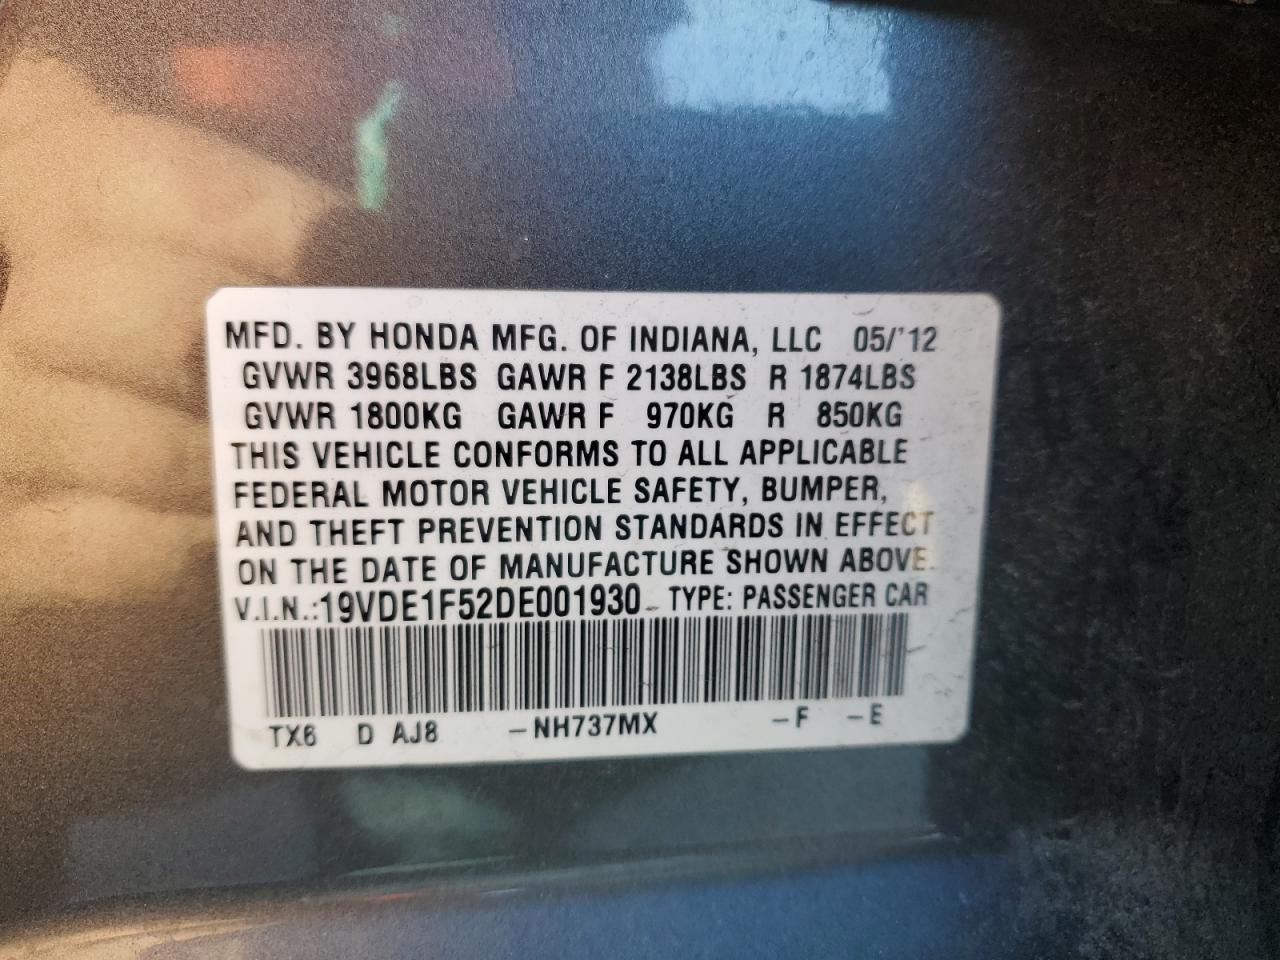 MFD. BY HONDA MFG. OF INDIANA, LLC 05/'12
GVWR 3968LBS GAWR F 2138LBS R 1874LBS
GVWR 1800KG GAWR F 970KG R 850KG
THIS VEHICLE CONFORMS TO ALL APPLICABLE
FEDERAL MOTOR VEHICLE SAFETY, BUMPER,
AND THEFT PREVENTION STANDARDS IN EFFECT
ON THE DATE OF MANUFACTURE SHOWN ABOVE.
V.I.N.:19VDE1F52DE001930 TYPE: PASSENGER CAR
TX6 D AJ8 -NH737MX -F -E